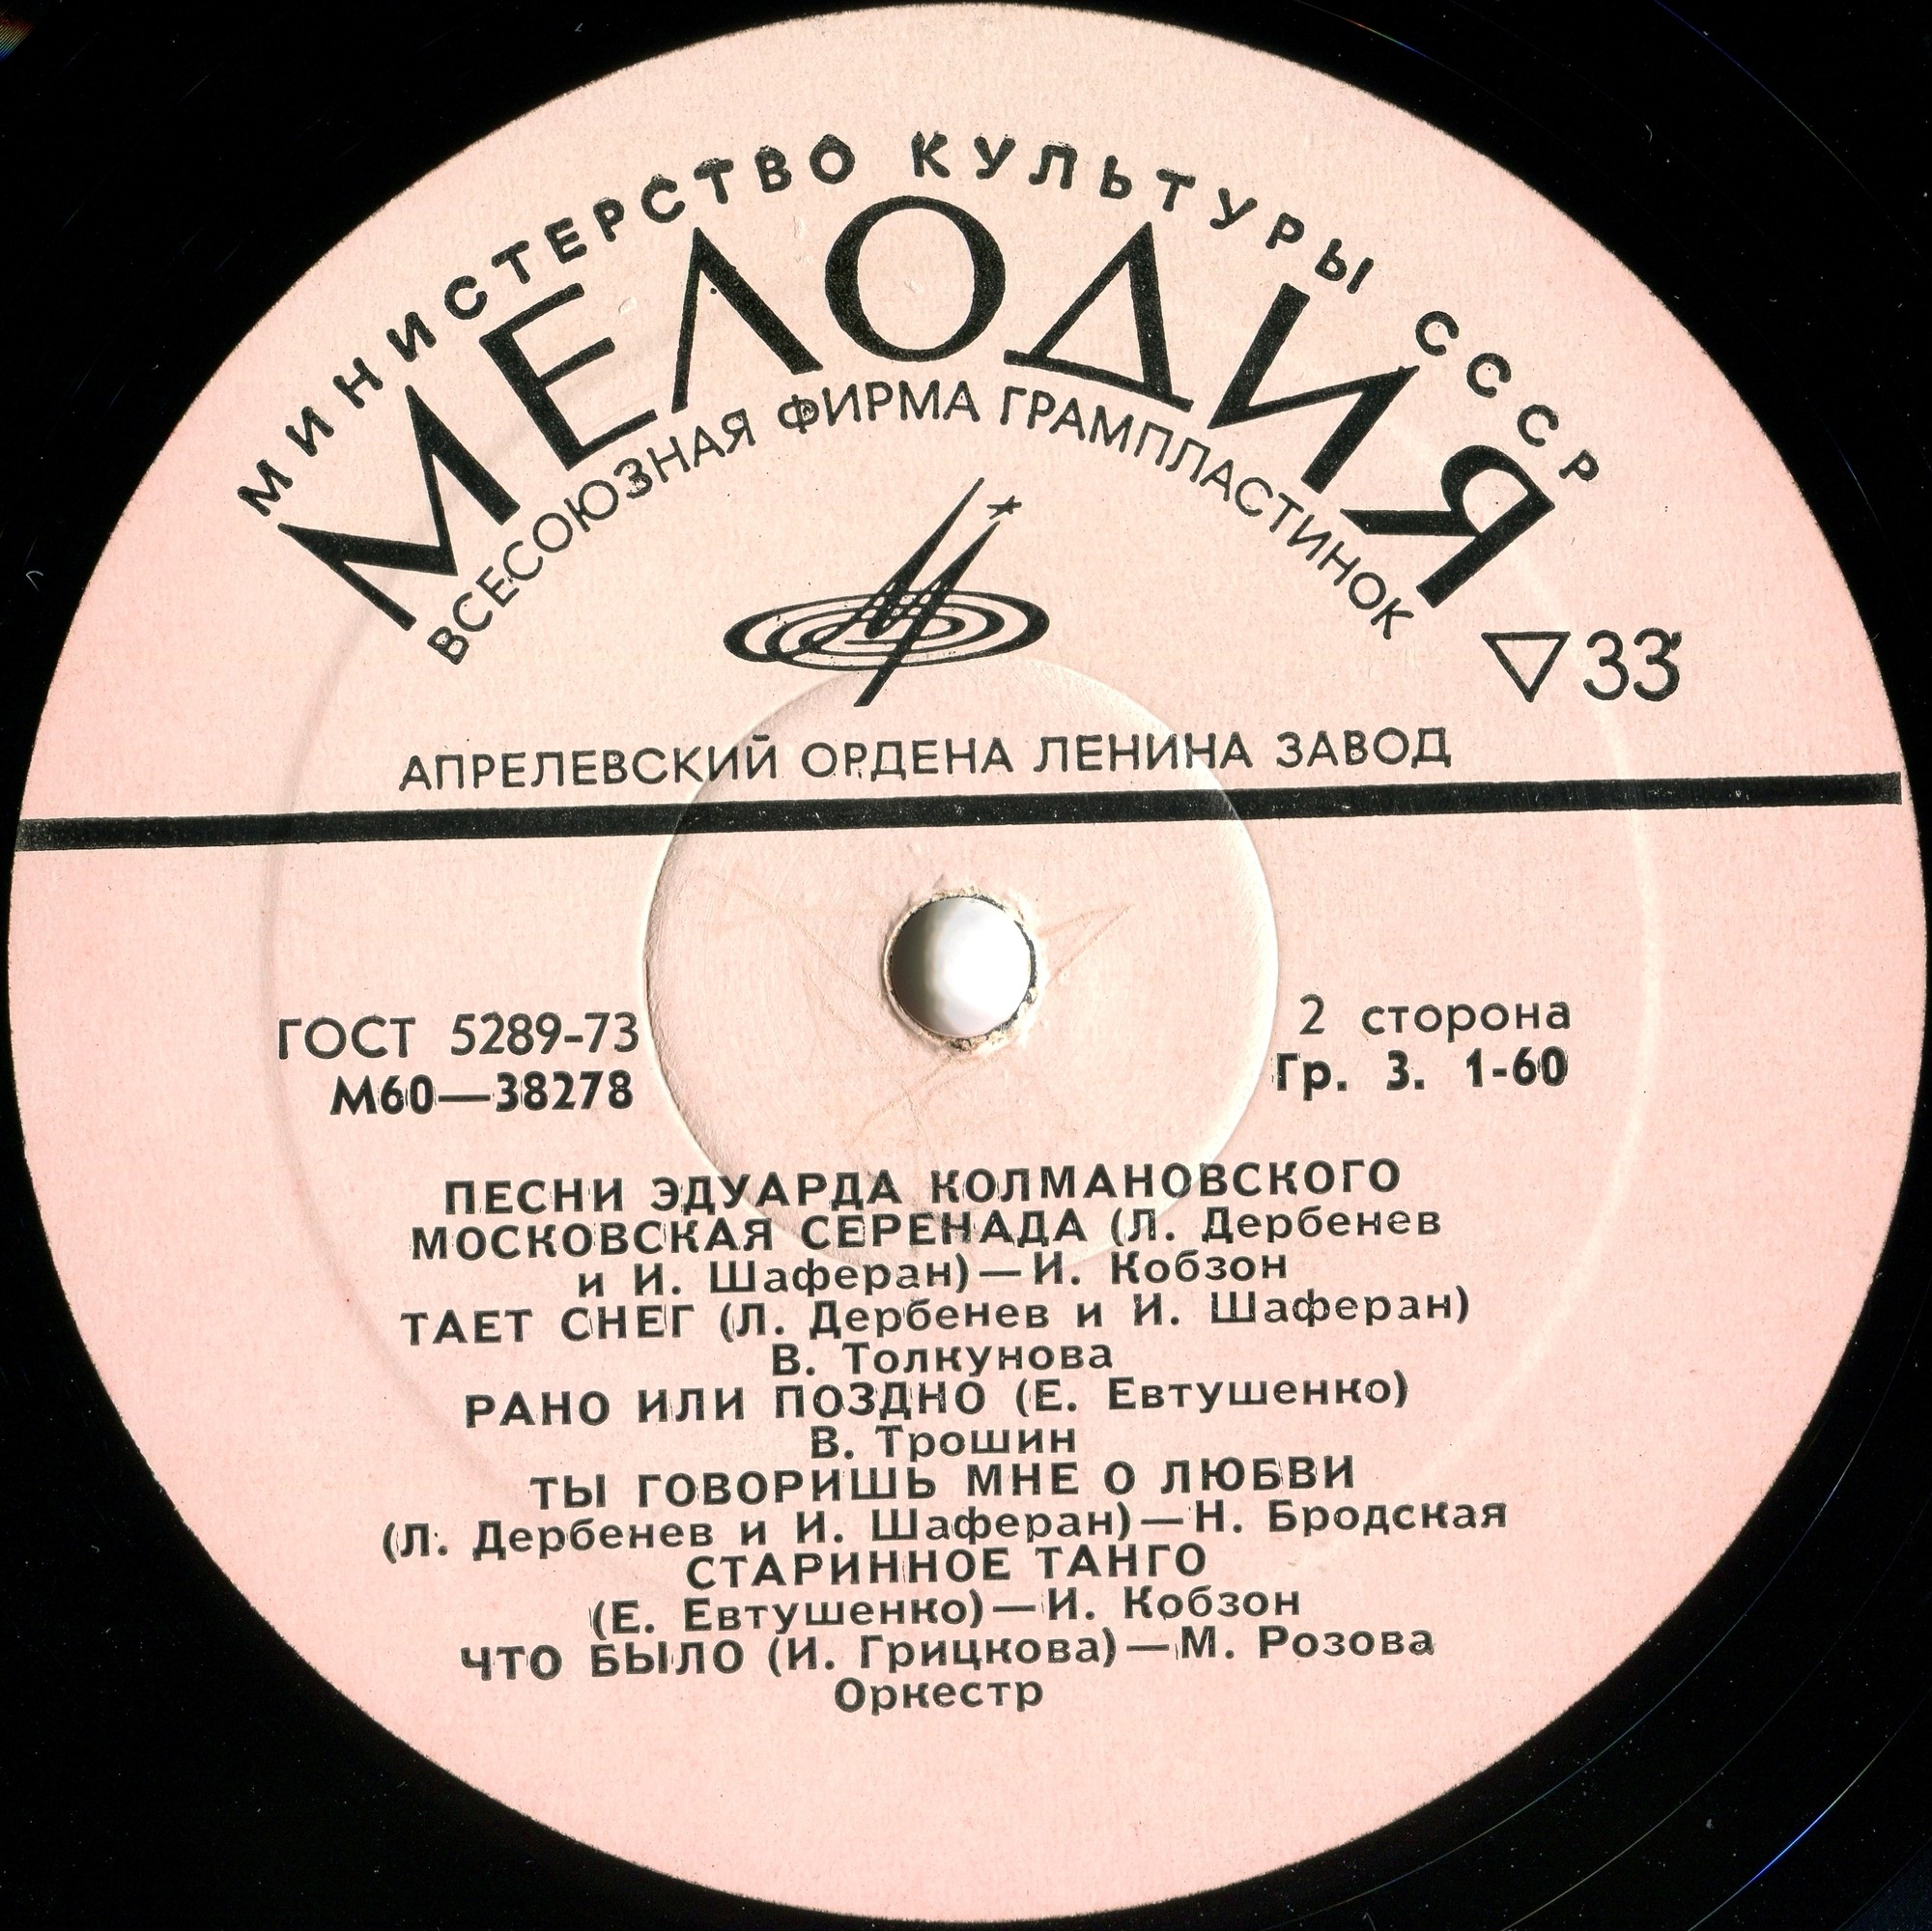 МИНИСТЕРСТВО КУЛЬТУРЫ СССР
МЕЛОДИЯ
ВСЕСОЮЗНАЯ ФИРМА ГРАМПЛАСТИНОК
▽33
АПРЕЛЕВСКИЙ ОРДЕНА ЛЕНИНА ЗАВОД
ГОСТ 5289-73
М60—38278
2 сторона
Гр. 3. 1-60
ПЕСНИ ЭДУАРДА КОЛМАНОВСКОГО
МОСКОВСКАЯ СЕРЕНАДА (Л. Дербенев
и И. Шаферан)—И. Кобзон
ТАЕТ СНЕГ (Л. Дербенев и И. Шаферан)
В. Толкунова
РАНО ИЛИ ПОЗДНО (Е. Евтушенко)
В. Трошин
ТЫ ГОВОРИШЬ МНЕ О ЛЮБВИ
(Л. Дербенев и И. Шаферан)—Н. Бродская
СТАРИННОЕ ТАНГО
(Е. Евтушенко)—И. Кобзон
ЧТО БЫЛО (И. Грицкова)—М. Розова
Оркестр